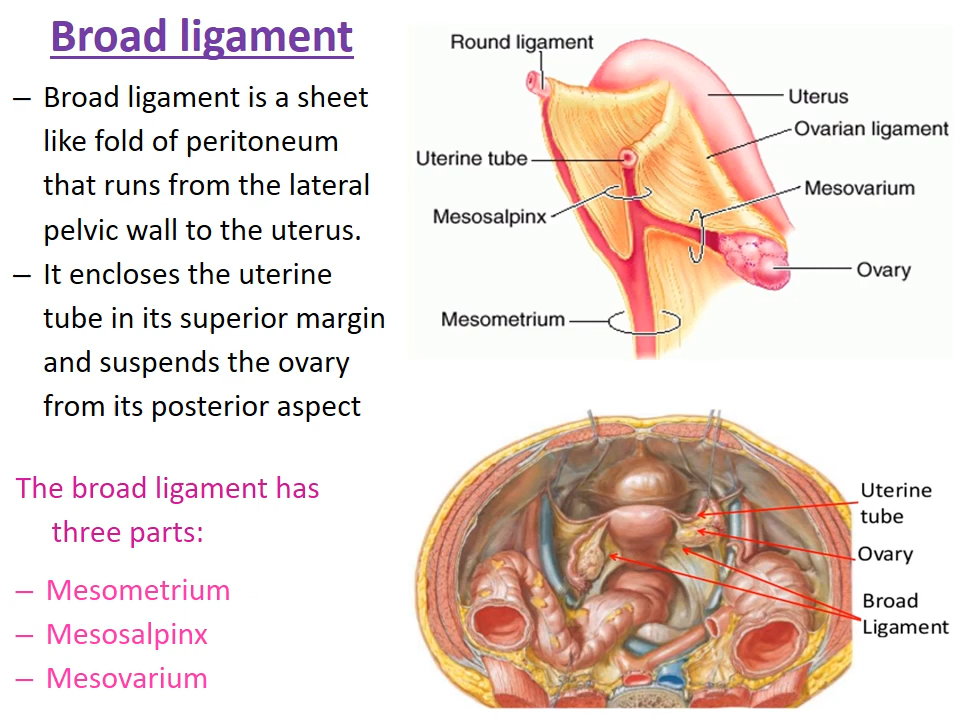 Broad ligament
– Broad ligament is a sheet
like fold of peritoneum
that runs from the lateral
pelvic wall to the uterus.
– It encloses the uterine
tube in its superior margin
and suspends the ovary
from its posterior aspect
The broad ligament has
three parts:
– Mesometrium
– Mesosalpinx
– Mesovarium
Round ligament
Uterus
Ovarian ligament
Uterine tube
Mesovarium
Mesosalpinx
Ovary
Mesometrium
Uterine
tube
Ovary
Broad
Ligament